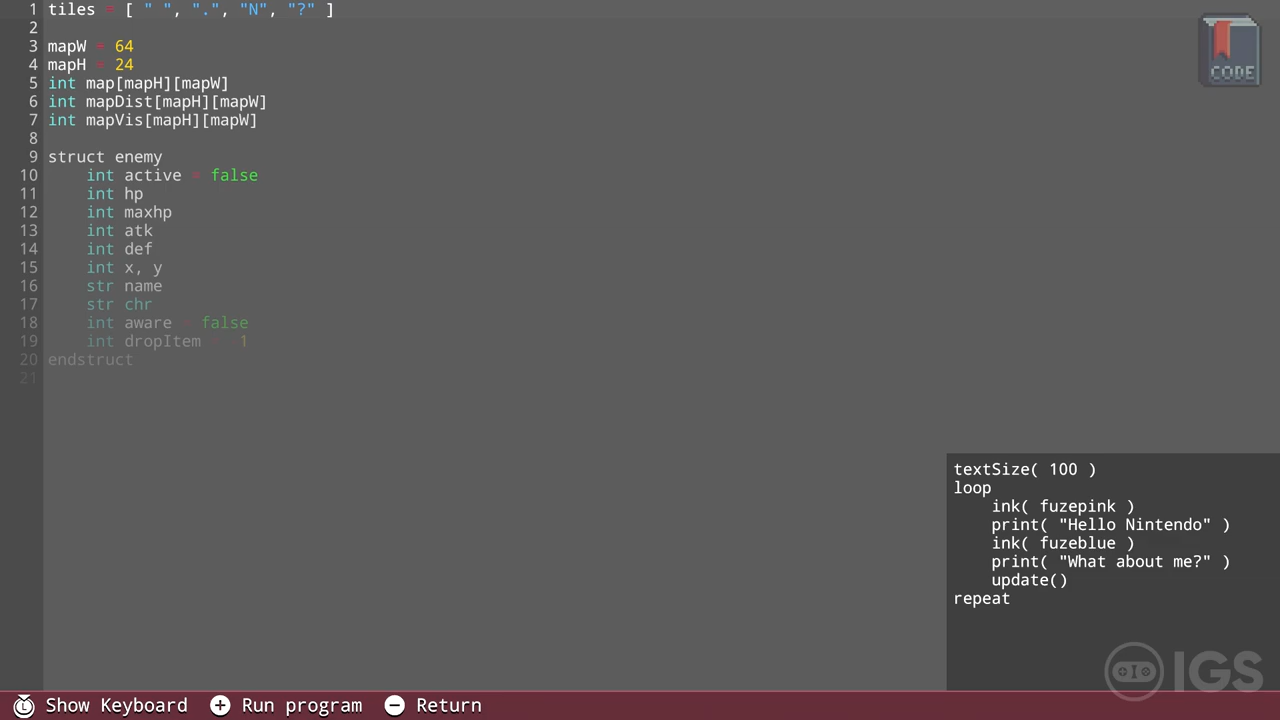 1 tiles = [ " ", ".", "N", "?" ]
2
3 mapW = 64
4 mapH = 24
5 int map[mapH][mapW]
6 int mapDist[mapH][mapW]
7 int mapVis[mapH][mapW]
8
9 struct enemy
10 int active = false
11 int hp
12 int maxhp
13 int atk
14 int def
15 int x, y
16 str name
17 str chr
18 int aware = false
19 int dropItem = 1
20 endstruct
21
CODE
textSize( 100 )
loop
ink( fuzepink )
print( "Hello Nintendo" )
ink( fuzeblue )
print( "What about me?" )
update()
repeat
IGS
L Show Keyboard + Run program - Return